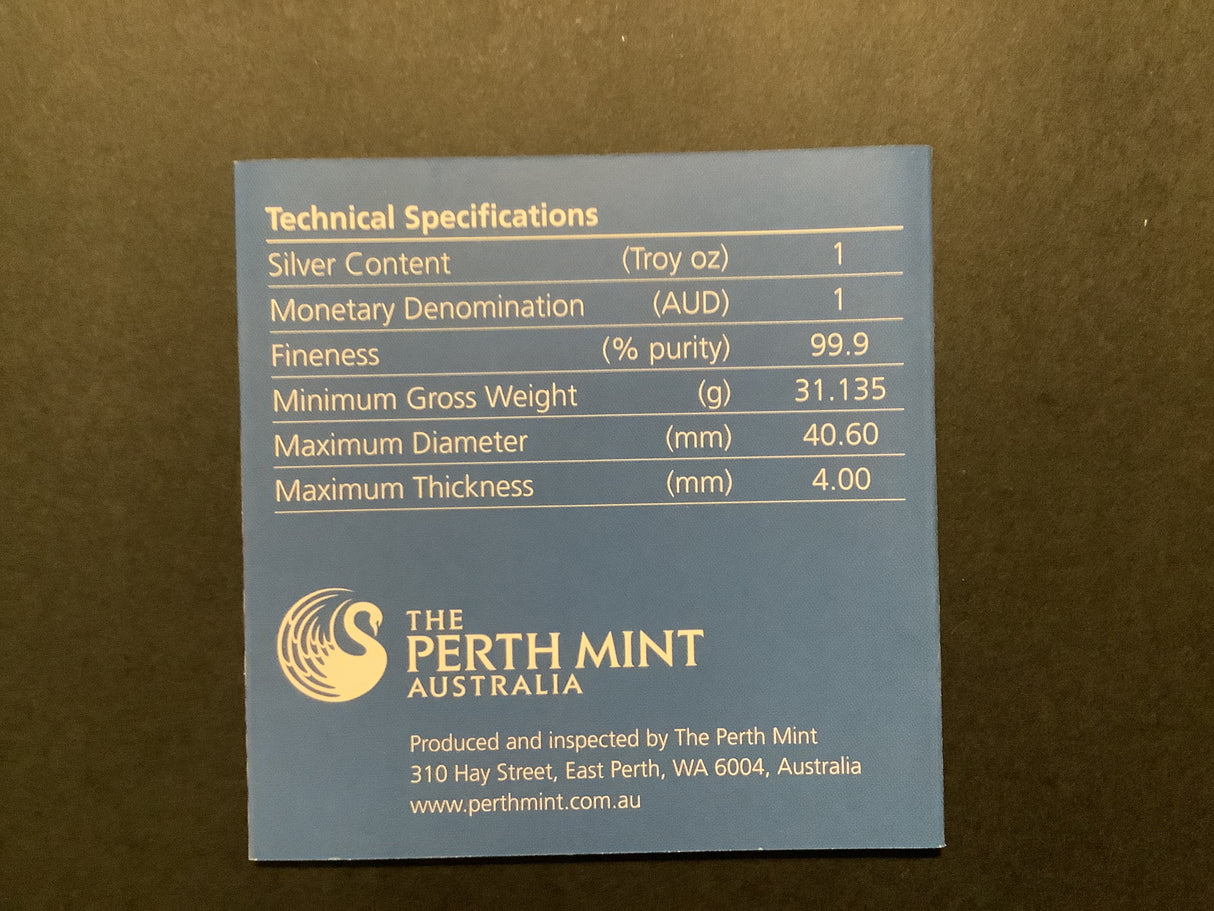 Technical Specifications
Silver Content (Troy oz) 1
Monetary Denomination (AUD) 1
Fineness (% purity) 99.9
Minimum Gross Weight (g) 31.135
Maximum Diameter (mm) 40.60
Maximum Thickness (mm) 4.00
THE
PERTH MINT
AUSTRALIA
Produced and inspected by The Perth Mint
310 Hay Street, East Perth, WA 6004, Australia
www.perthmint.com.au